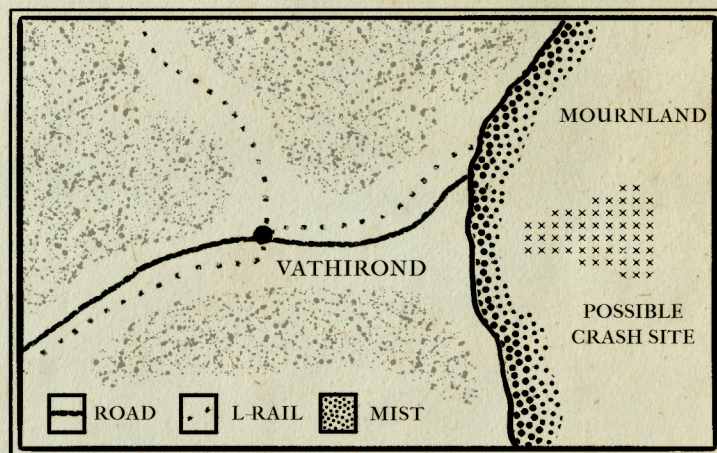 MOURNLAND
VATHIROND
POSSIBLE
CRASH SITE
ROAD
L-RAIL
MIST